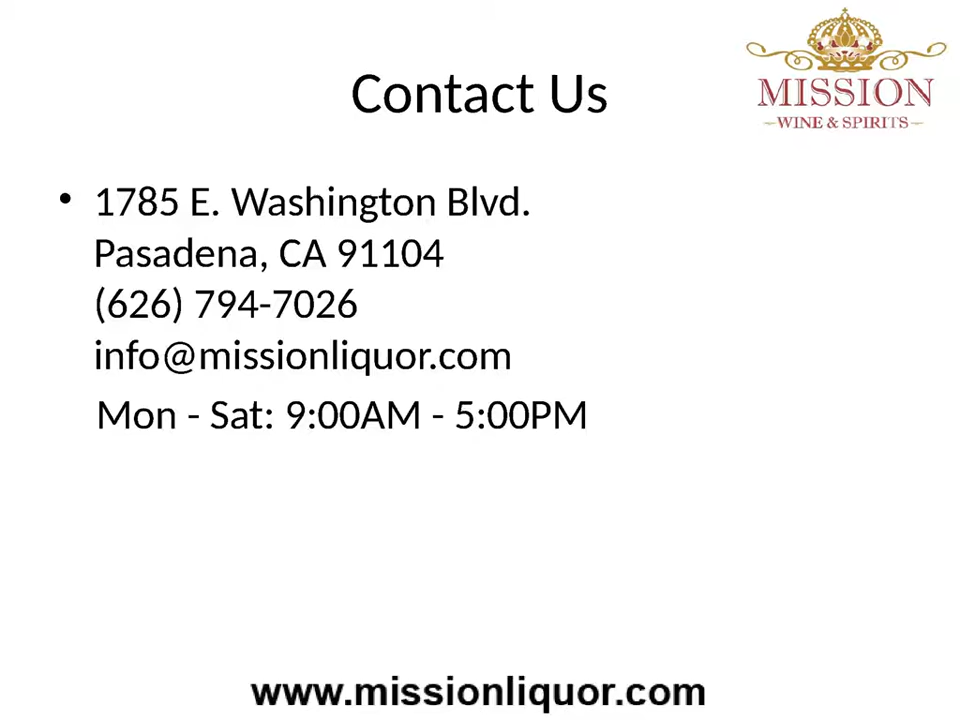 MISSION
WINE & SPIRITS
Contact Us
• 1785 E. Washington Blvd.
Pasadena, CA 91104
(626) 794-7026
info@missionliquor.com
Mon - Sat: 9:00AM - 5:00PM
www.missionliquor.com